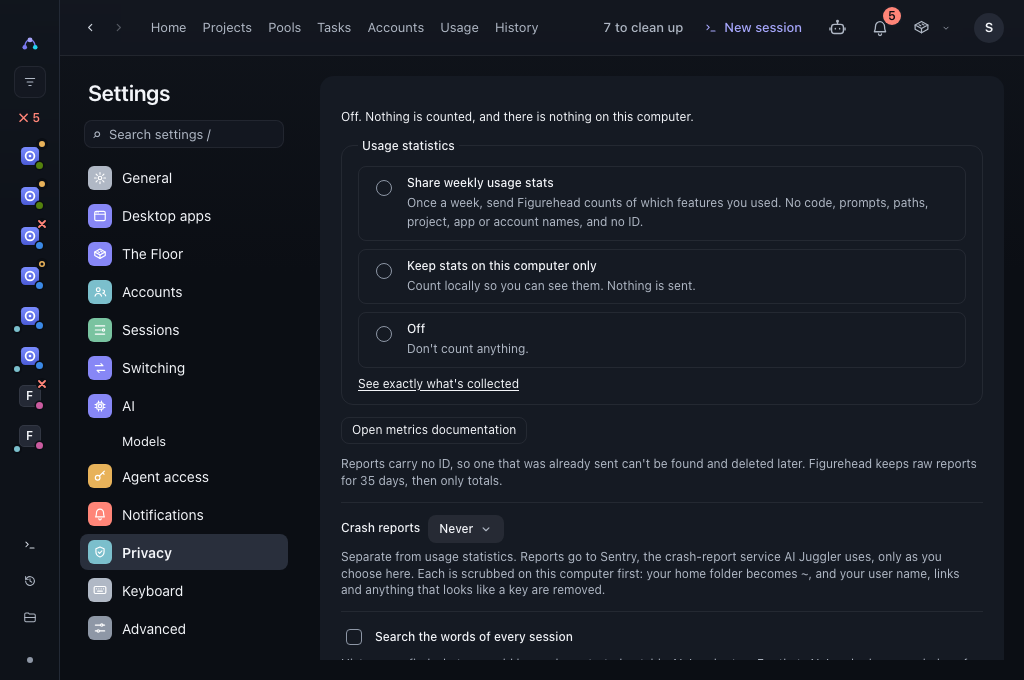 Home Projects Pools Tasks Accounts Usage History 7 to clean up New session 5 S
5
F
F
Settings
Search settings /
General
Desktop apps
The Floor
Accounts
Sessions
Switching
AI
Models
Agent access
Notifications
Privacy
Keyboard
Advanced
Off. Nothing is counted, and there is nothing on this computer.
Usage statistics
Share weekly usage stats
Once a week, send Figurehead counts of which features you used. No code, prompts, paths,
project, app or account names, and no ID.
Keep stats on this computer only
Count locally so you can see them. Nothing is sent.
Off
Don't count anything.
See exactly what's collected
Open metrics documentation
Reports carry no ID, so one that was already sent can't be found and deleted later. Figurehead keeps raw reports
for 35 days, then only totals.
Crash reports Never
Separate from usage statistics. Reports go to Sentry, the crash-report service AI Juggler uses, only as you
choose here. Each is scrubbed on this computer first: your home folder becomes ~, and your user name, links
and anything that looks like a key are removed.
Search the words of every session